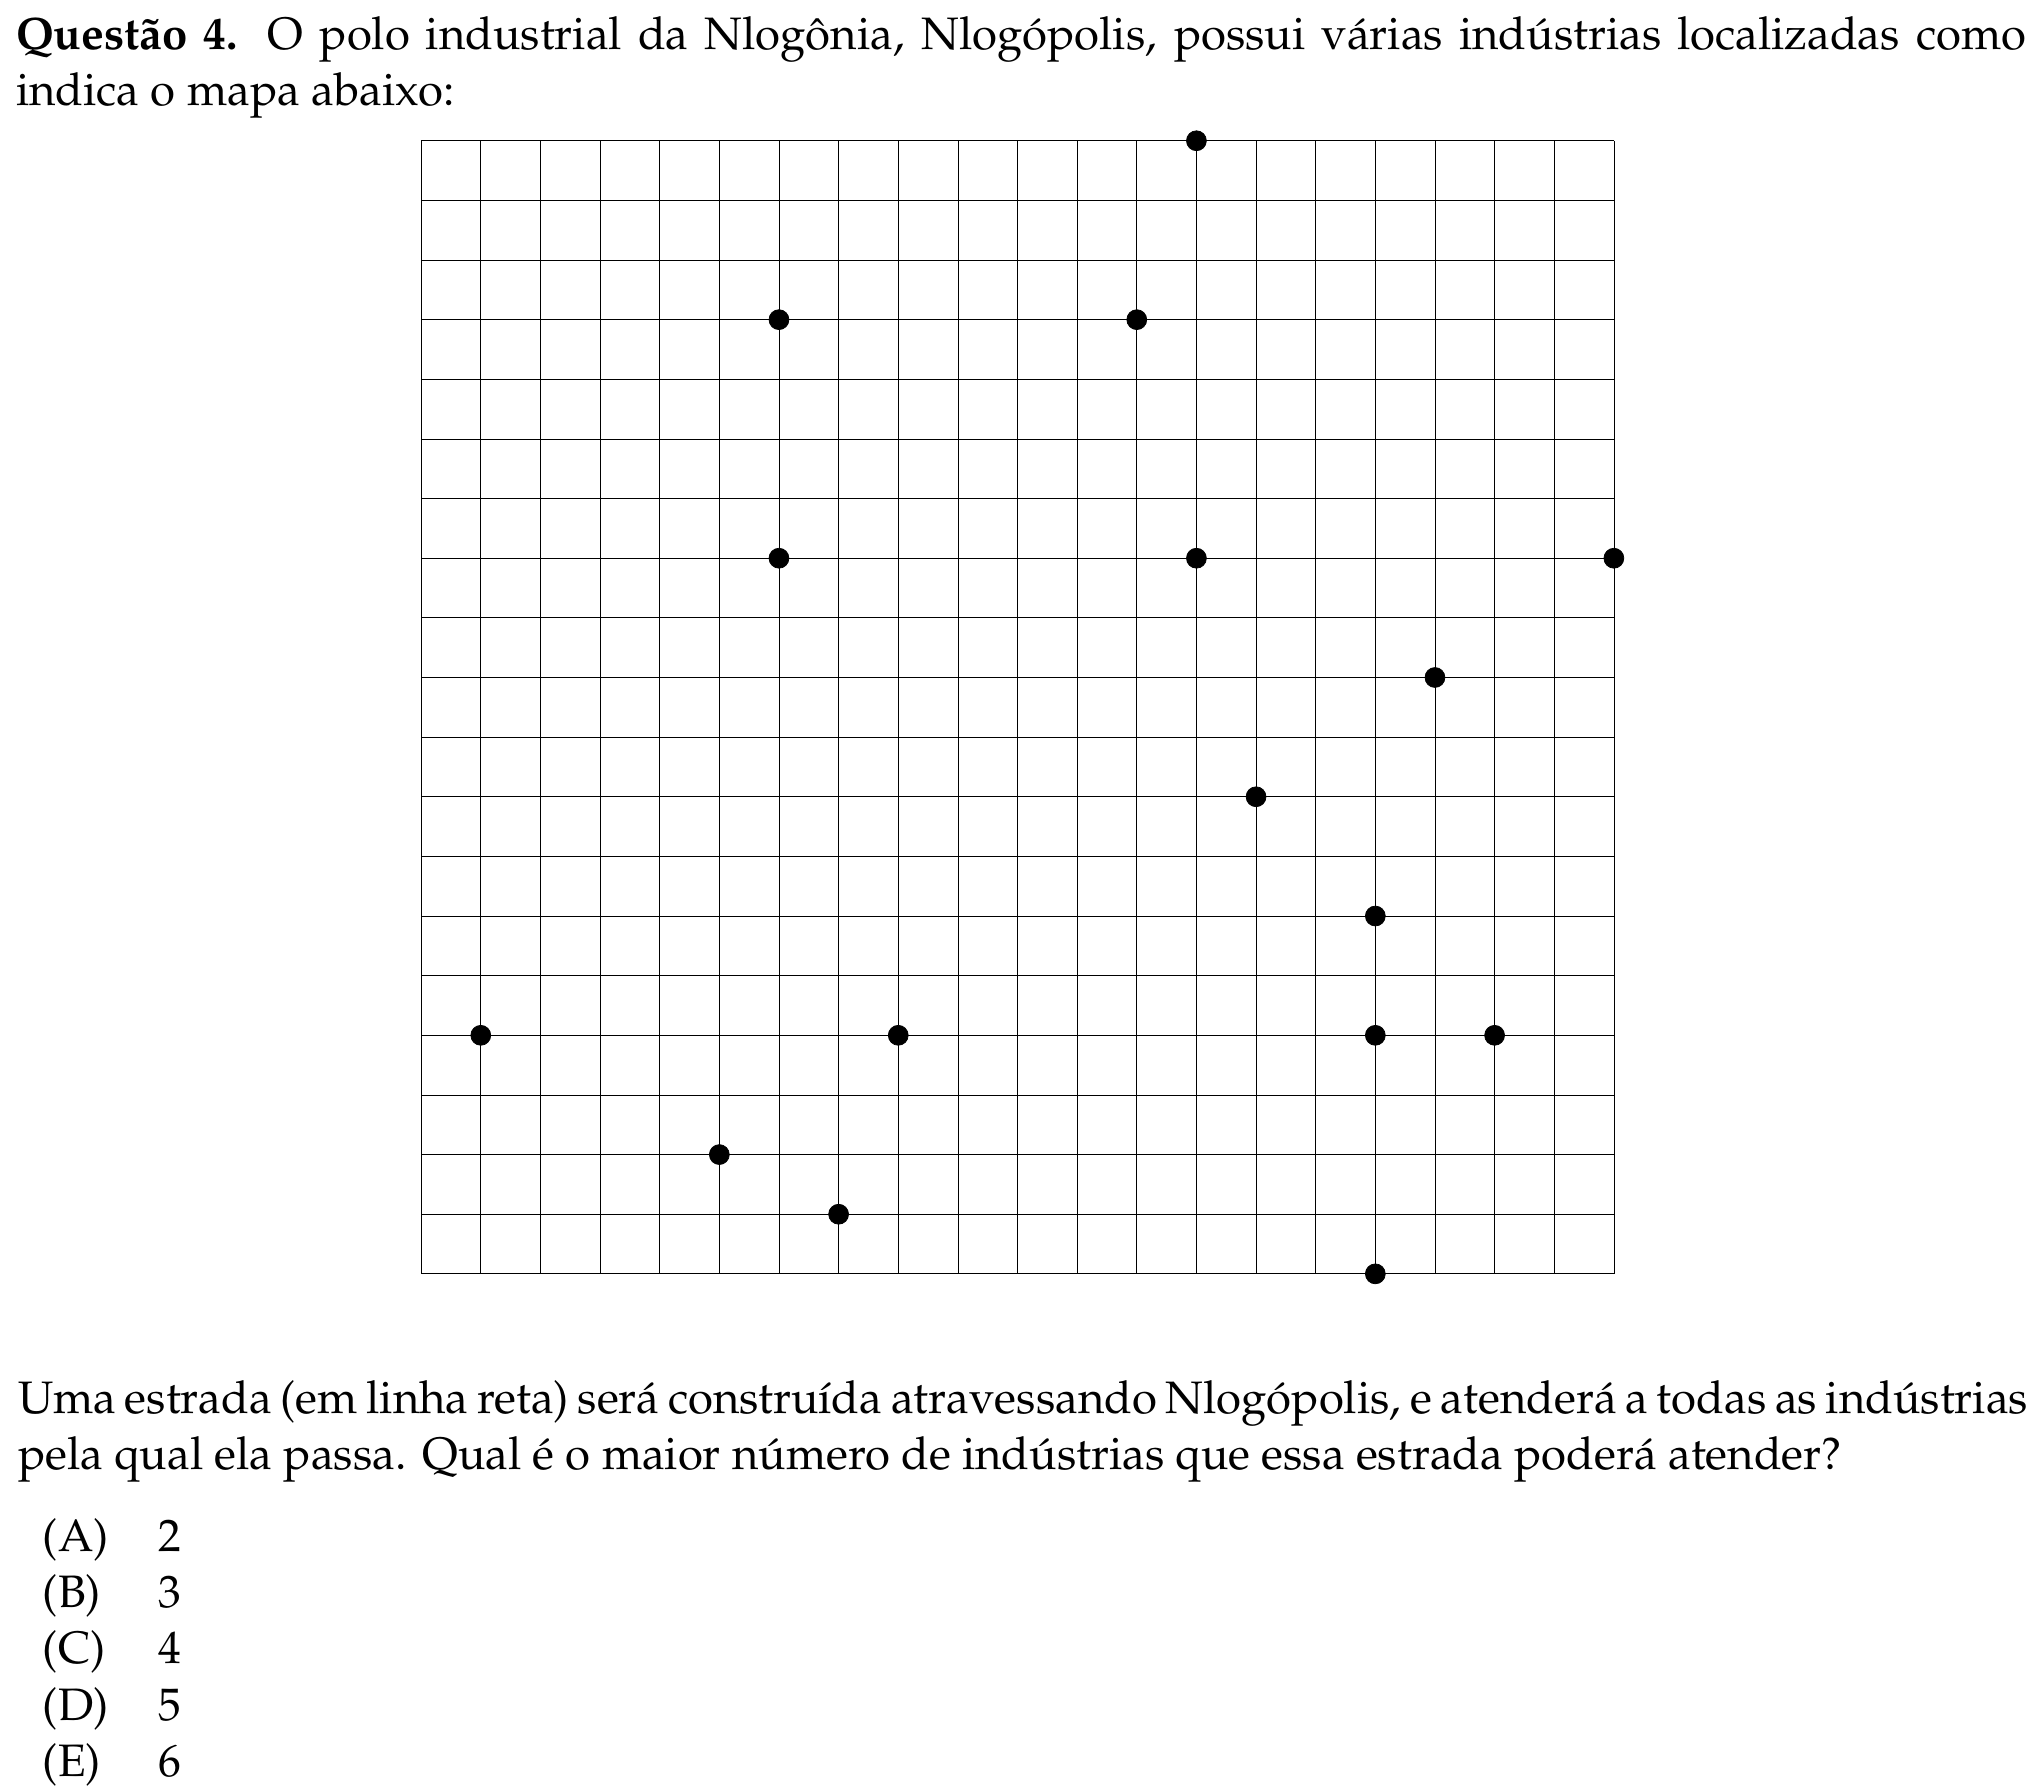 Questão 4. O polo industrial da Nlogônia, Nlogópolis, possui várias indústrias localizadas como
indica o mapa abaixo:
Uma estrada (em linha reta) será construída atravessando Nlogópolis, e atenderá a todas as indústrias
pela qual ela passa. Qual é o maior número de indústrias que essa estrada poderá atender?
(A) 2
(B) 3
(C) 4
(D) 5
(E) 6